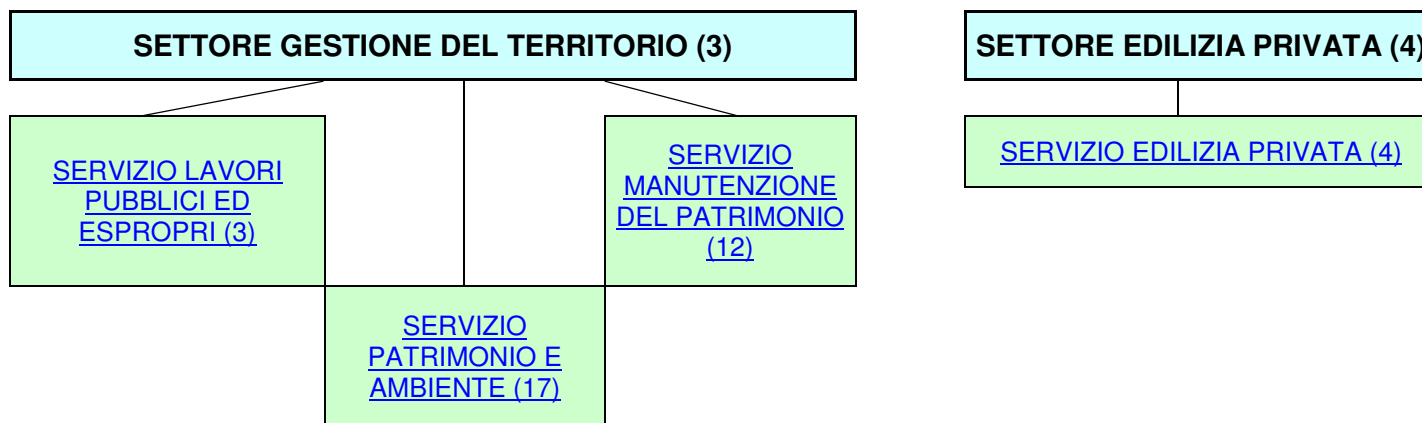 SETTORE GESTIONE DEL TERRITORIO (3)
SETTORE EDILIZIA PRIVATA (4)
SERVIZIO LAVORI
PUBBLICI ED
ESPROPRI (3)
SERVIZIO
MANUTENZIONE
DEL PATRIMONIO
(12)
SERVIZIO EDILIZIA PRIVATA (4)
SERVIZIO
PATRIMONIO E
AMBIENTE (17)